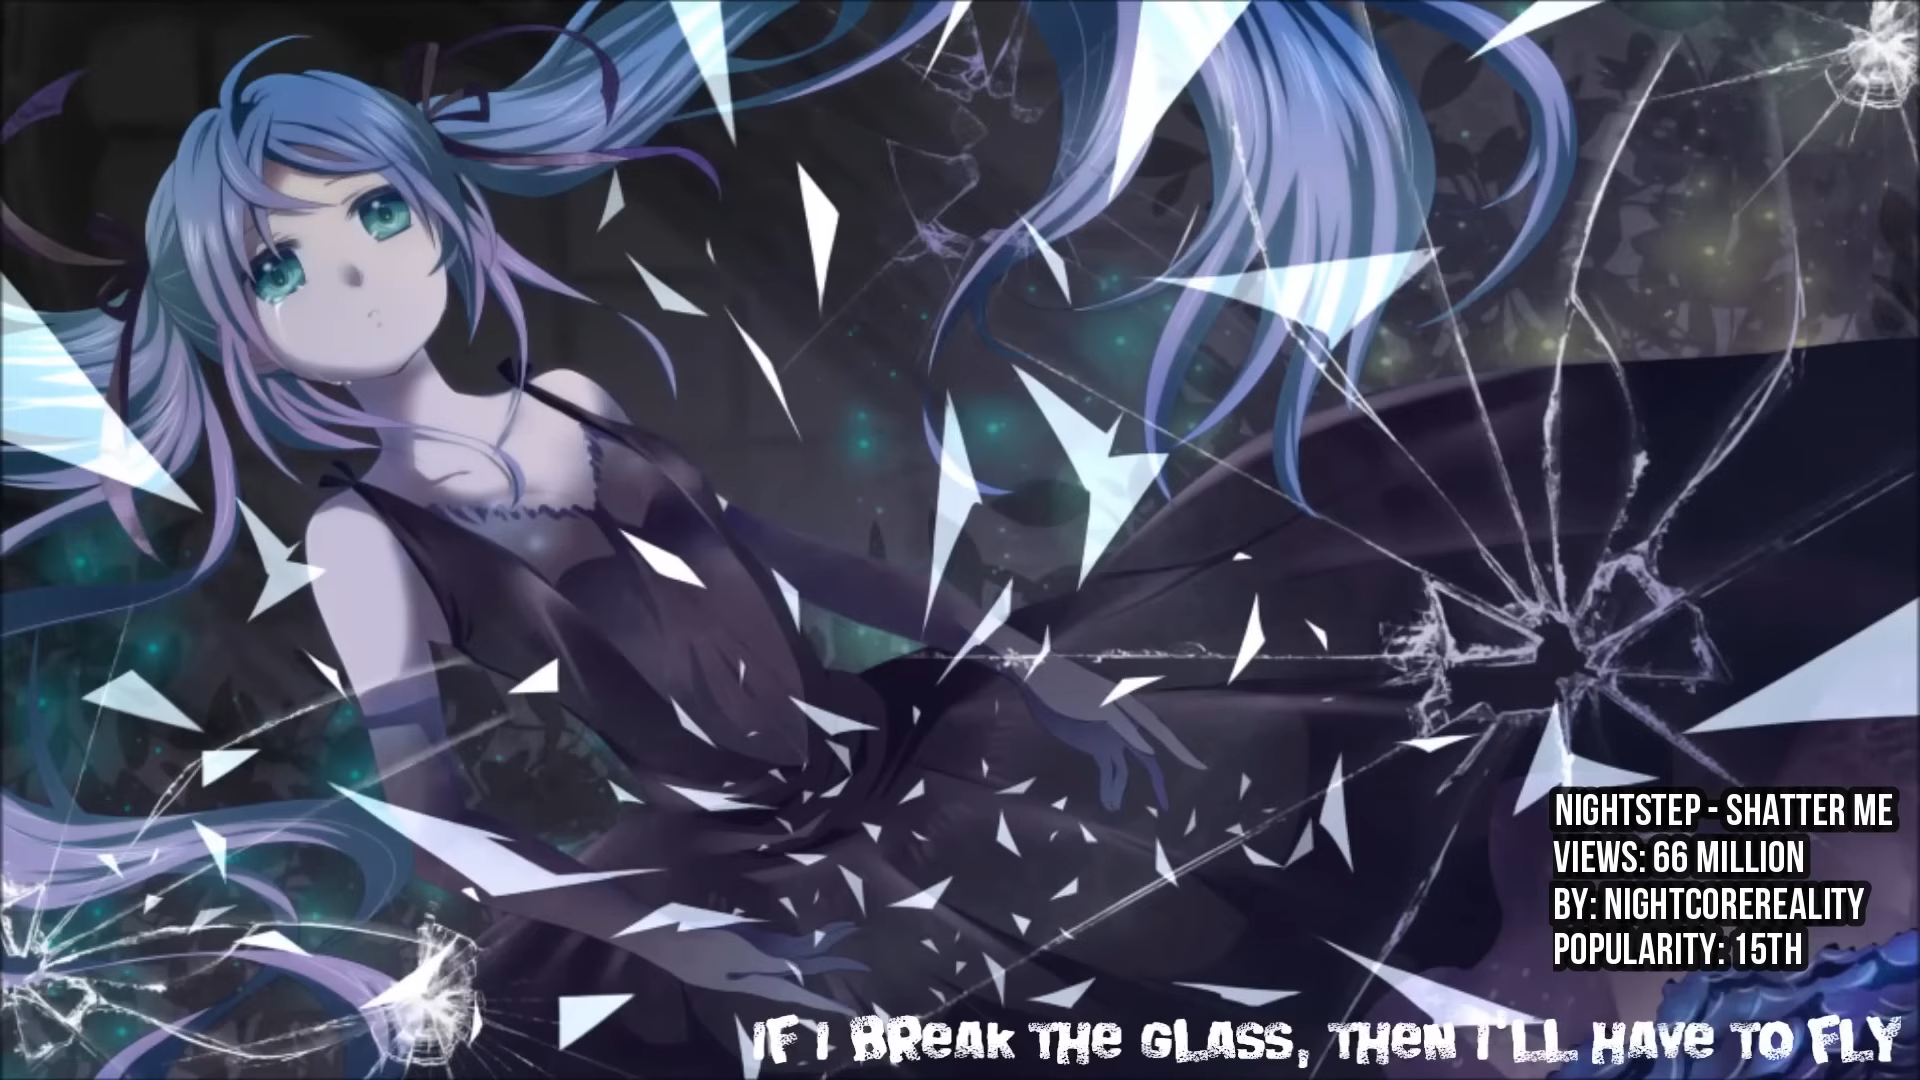 NIGHTSTEP - SHATTER ME
VIEWS: 66 MILLION
BY: NIGHTCOREREALITY
POPULARITY: 15TH
IF I BReak THe GLASS, THeN I'LL Have TO FLY